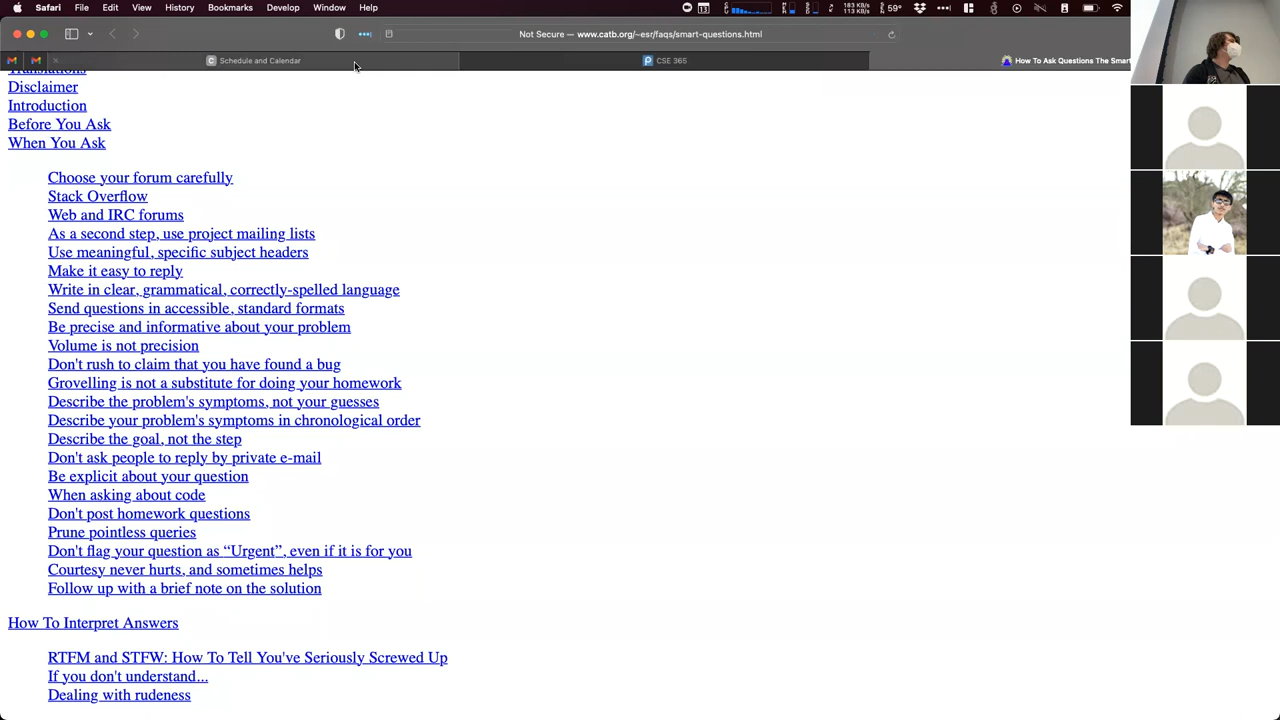 Safari File Edit View History Bookmarks Develop Window Help
183 KB/s
113 KB/s
59°
Not Secure — www.catb.org/~esr/faqs/smart-questions.html
Schedule and Calendar
CSE 365
How To Ask Questions The Smart
Translations
Disclaimer
Introduction
Before You Ask
When You Ask
Choose your forum carefully
Stack Overflow
Web and IRC forums
As a second step, use project mailing lists
Use meaningful, specific subject headers
Make it easy to reply
Write in clear, grammatical, correctly-spelled language
Send questions in accessible, standard formats
Be precise and informative about your problem
Volume is not precision
Don't rush to claim that you have found a bug
Grovelling is not a substitute for doing your homework
Describe the problem's symptoms, not your guesses
Describe your problem's symptoms in chronological order
Describe the goal, not the step
Don't ask people to reply by private e-mail
Be explicit about your question
When asking about code
Don't post homework questions
Prune pointless queries
Don't flag your question as “Urgent”, even if it is for you
Courtesy never hurts, and sometimes helps
Follow up with a brief note on the solution
How To Interpret Answers
RTFM and STFW: How To Tell You've Seriously Screwed Up
If you don't understand...
Dealing with rudeness